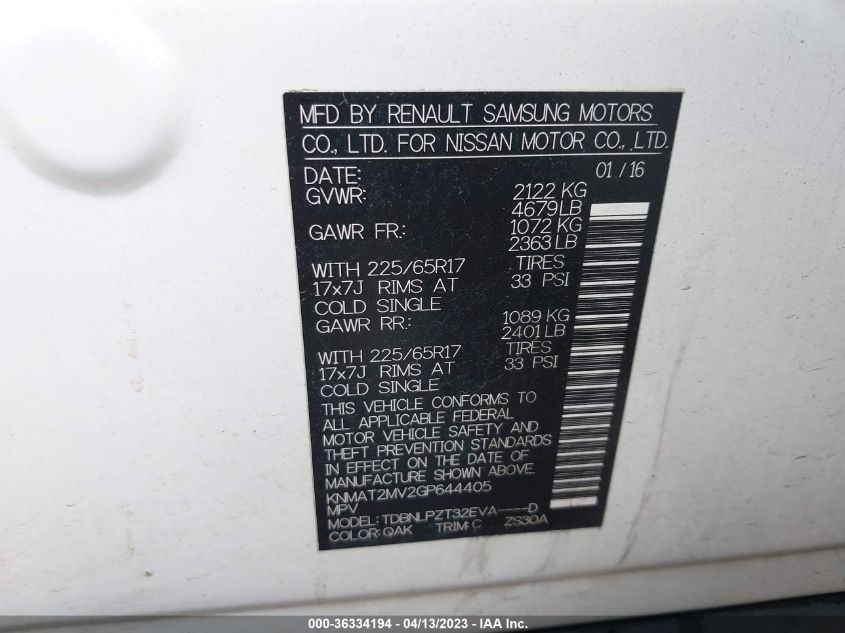 MFD BY RENAULT SAMSUNG MOTORS
CO., LTD. FOR NISSAN MOTOR CO., LTD.
DATE: 01 / 16
GVWR: 2122 KG
4679 LB
GAWR FR: 1072 KG
2363 LB
WITH 225/65R17 TIRES
17x7J RIMS AT 33 PSI
COLD SINGLE
GAWR RR: 1089 KG
2401 LB
WITH 225/65R17 TIRES
17x7J RIMS AT 33 PSI
COLD SINGLE
THIS VEHICLE CONFORMS TO
ALL APPLICABLE FEDERAL
MOTOR VEHICLE SAFETY AND
THEFT PREVENTION STANDARDS
IN EFFECT ON THE DATE OF
MANUFACTURE SHOWN ABOVE.
KNMAT2MV2GP644405
MPV
MODEL: TDBNLPZT32EVA----D
COLOR: QAK TRIM: C ZS30A
000-36334194 - 04/13/2023 - IAA Inc.